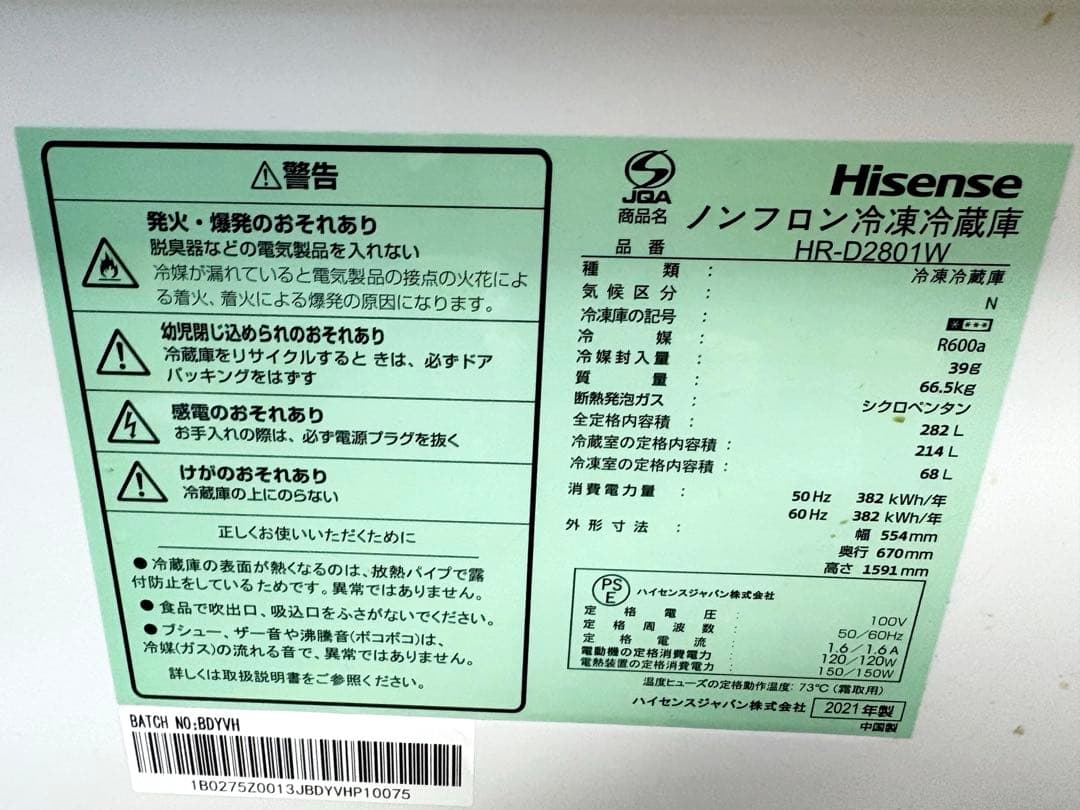 ⚠警告
発火・爆発のおそれあり
脱臭器などの電気製品を入れない
冷媒が漏れていると電気製品の接点の火花によ
る着火、着火による爆発の原因になります。
幼児閉じ込められのおそれあり
冷蔵庫をリサイクルするときは、必ずドア
パッキングをはずす
感電のおそれあり
お手入れの際は、必ず電源プラグを抜く
けがのおそれあり
冷蔵庫の上にのらない
正しくお使いいただくために
●冷蔵庫の表面が熱くなるのは、放熱パイプで露
付防止をしているためです。異常ではありません。
●食品で吹出口、吸込口をふさがないでください。
●ブシュー、ザー音や沸騰音(ボコボコ)は、
冷媒(ガス)の流れる音で、異常ではありません。
詳しくは取扱説明書をご参照ください。
JQA
Hisense
商品名 ノンフロン冷凍冷蔵庫
品番 HR-D2801W
種類: 冷凍冷蔵庫
気候区分: N
冷凍庫の記号: ****
冷媒: R600a
冷媒封入量: 39g
質量: 66.5kg
断熱発泡ガス: シクロペンタン
全定格内容積: 282 L
冷蔵室の定格内容積: 214 L
冷凍室の定格内容積: 68 L
消費電力量: 50Hz 382 kWh/年
60Hz 382 kWh/年
外形寸法: 幅 554mm
奥行 670mm
高さ 1591mm
PS E ハイセンスジャパン株式会社
定格電圧: 100V
定格周波数: 50/60Hz
定格電流: 1.6/1.6A
電動機の定格消費電力: 120/120W
電熱装置の定格消費電力: 150/150W
温度ヒューズの定格動作温度: 73℃(霜取用)
ハイセンスジャパン株式会社 2021年製
中国製
BATCH NO:BDYVH
1B0275Z0013JBDYVHP10075